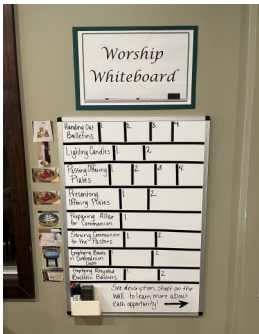 Worship
Whiteboard
Handing Out
Bulletins
1.
2.
3.
4.
Lighting Candles
1.
2.
Passing Offering
Plates
1
2
3
4
Presenting
Offering Plates
1.
2.
Preparing Altar
for Communion
1.
Serving Communion
to the Pastors
1.
2.
Emptying Bowls
in Communion
1.
2.
Emptying
Bulletins
1.
2.
See description sheet on the
wall to learn more about
each opportunity!